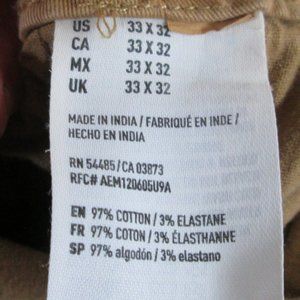 US 33 X 32
CA 33 X 32
MX 33 X 32
UK 33 X 32
MADE IN INDIA / FABRIQUÉ EN INDE /
HECHO EN INDIA
RN 54485/CA 03873
RFC# AEM120605U9A
EN 97% COTTON / 3% ELASTANE
FR 97% COTON / 3% ÉLASTHANNE
SP 97% algodón / 3% elastano